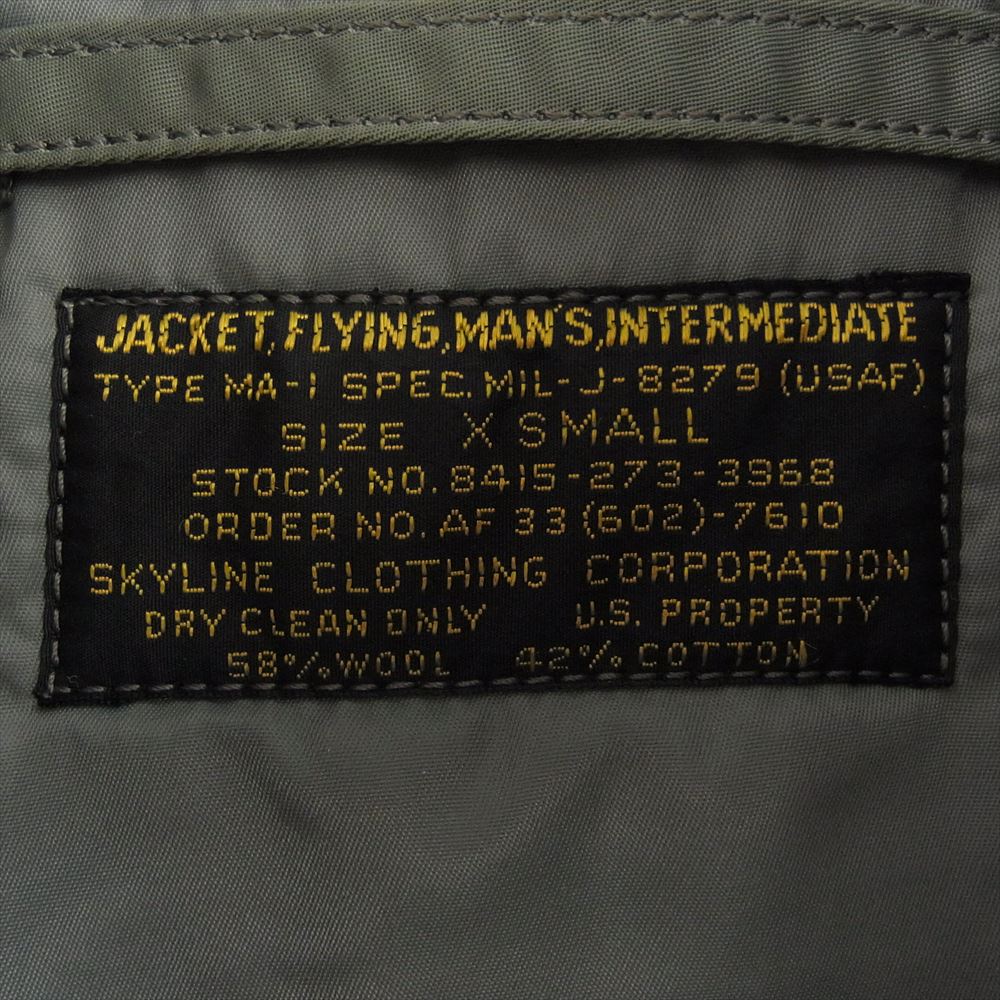 JACKET, FLYING, MAN'S, INTERMEDIATE
TYPE MA-1 SPEC. MIL-J-8279 (USAF)
SIZE X SMALL
STOCK NO. 8415-273-3968
ORDER NO. AF 33 (602)-7610
SKYLINE CLOTHING CORPORATION
DRY CLEAN ONLY U.S. PROPERTY
58% WOOL 42% COTTON